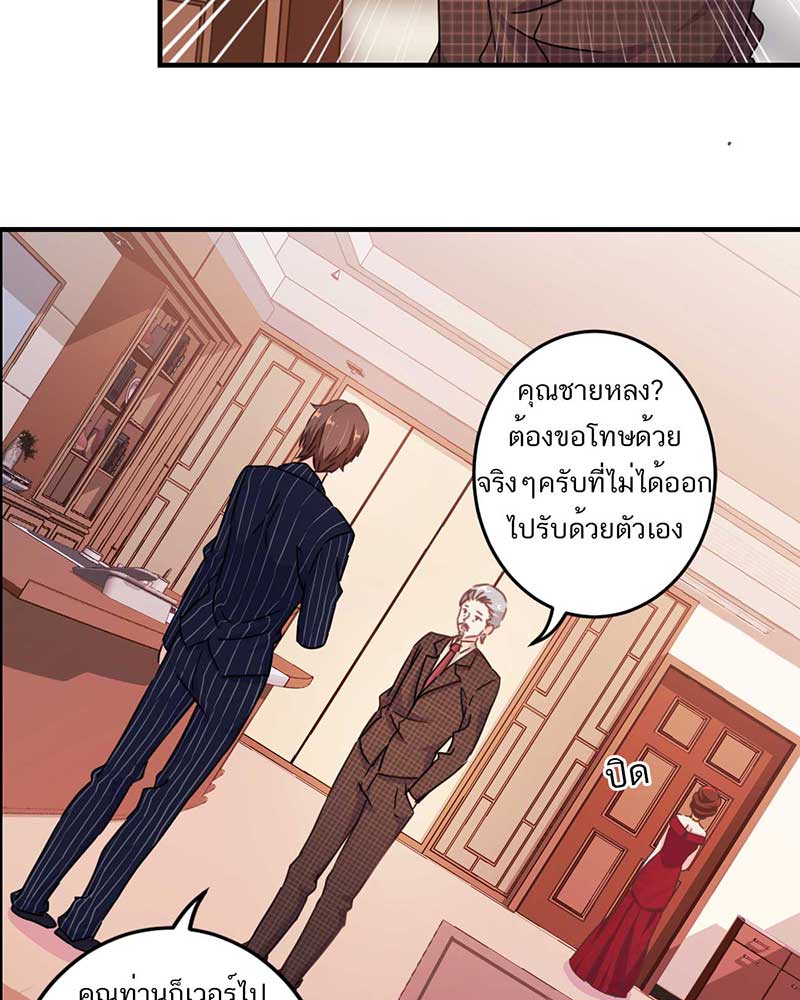 คุณชายหลง?
ต้องขอโทษด้วย
จริงๆครับที่ไม่ได้ออก
ไปรับด้วยตัวเอง
ปิด
คุณท่านก็เวอร์ไป